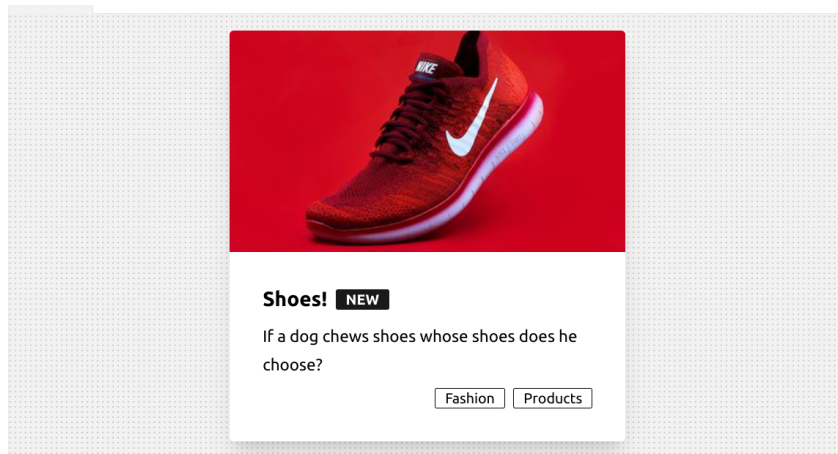 NIKE
Shoes! NEW
If a dog chews shoes whose shoes does he
choose?
Fashion Products